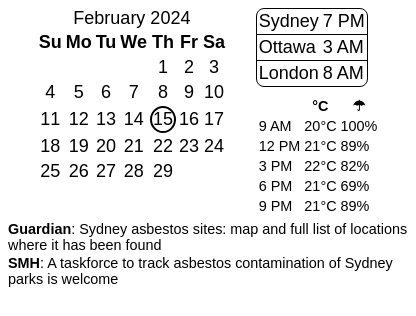 February 2024
Su Mo Tu We Th Fr Sa
1 2 3
4 5 6 7 8 9 10
11 12 13 14 15 16 17
18 19 20 21 22 23 24
25 26 27 28 29
Sydney 7 PM
Ottawa 3 AM
London 8 AM
°C ☂
9 AM 20°C 100%
12 PM 21°C 89%
3 PM 22°C 82%
6 PM 21°C 69%
9 PM 21°C 89%
Guardian: Sydney asbestos sites: map and full list of locations
where it has been found
SMH: A taskforce to track asbestos contamination of Sydney
parks is welcome